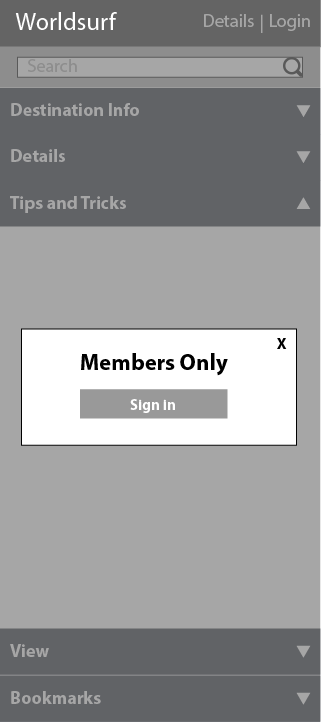 Worldsurf
Details | Login
Search
Destination Info
Details
Tips and Tricks
X
Members Only
Sign in
View
Bookmarks